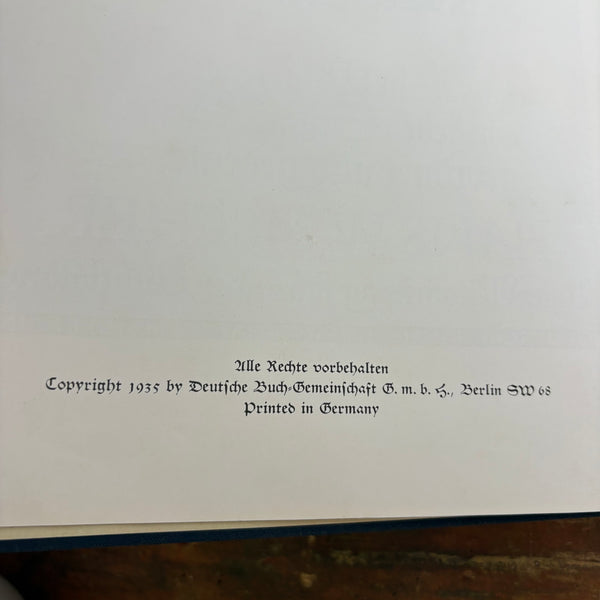 Alle Rechte vorbehalten
Copyright 1935 by Deutsche Buch-Gemeinschaft G. m. b. H., Berlin SW 68
Printed in Germany